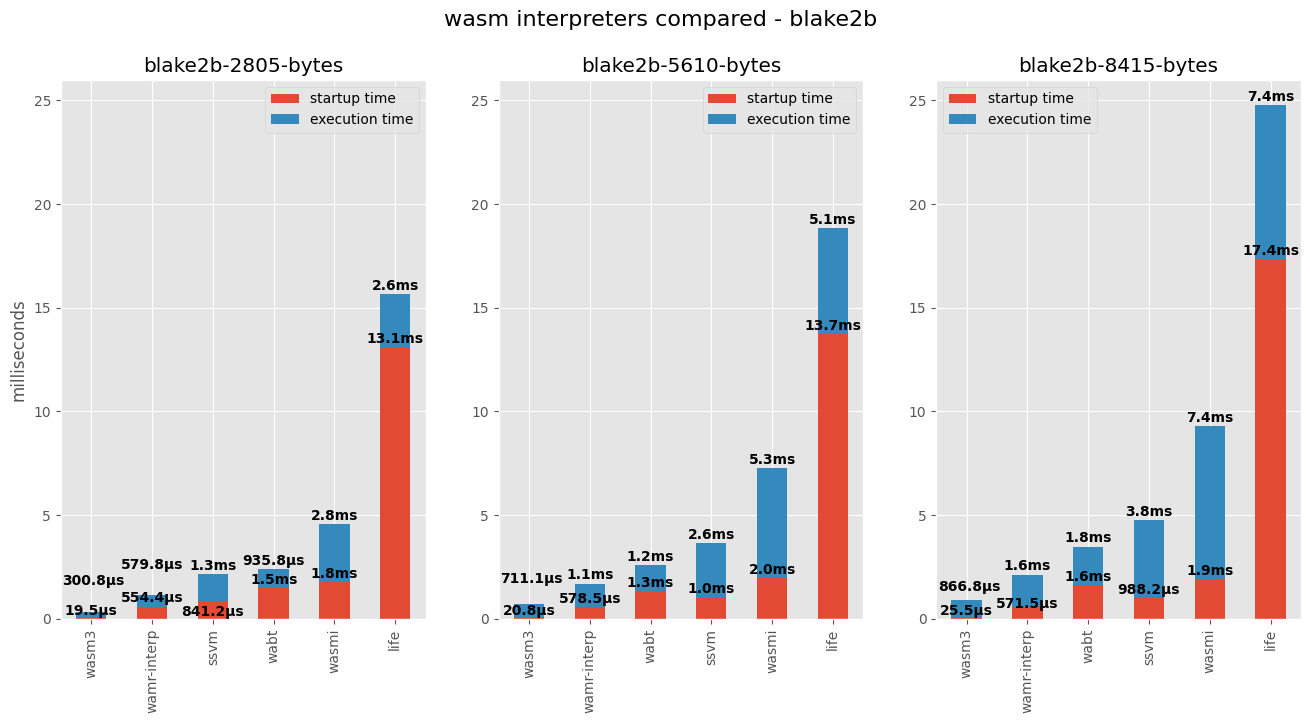 wasm interpreters compared - blake2b
blake2b-2805-bytes
startup time
execution time
milliseconds
25
20
15
10
5
0
300.8µs
19.5µs
579.8µs
554.4µs
1.3ms
841.2µs
935.8µs
1.5ms
2.8ms
1.8ms
2.6ms
13.1ms
wasm3
wamr-interp
ssvm
wabt
wasmi
life
blake2b-5610-bytes
startup time
execution time
25
20
15
10
5
0
711.1µs
20.8µs
1.1ms
578.5µs
1.2ms
1.3ms
2.6ms
1.0ms
5.3ms
2.0ms
5.1ms
13.7ms
wasm3
wamr-interp
wabt
ssvm
wasmi
life
blake2b-8415-bytes
startup time
execution time
25
20
15
10
5
0
866.8µs
25.5µs
1.6ms
571.5µs
1.8ms
1.6ms
3.8ms
988.2µs
7.4ms
1.9ms
7.4ms
17.4ms
wasm3
wamr-interp
wabt
ssvm
wasmi
life